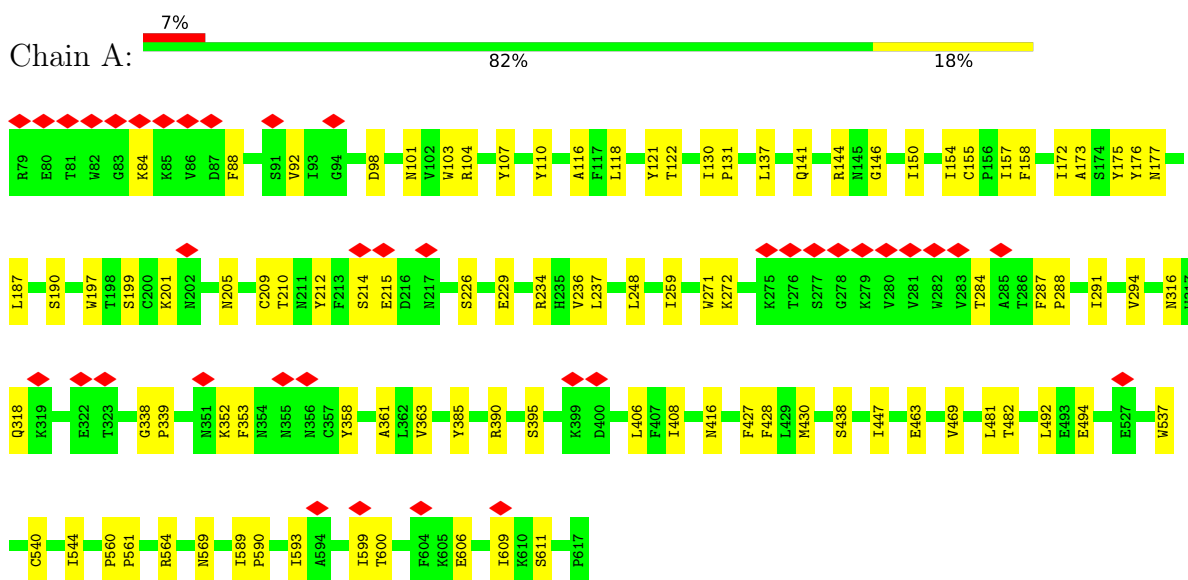 7%
Chain A:
82%
18%
R79 E80 T81 W82 G83 K84 K85 V86 D87 F88 S91 V92 I93 G94 D98 N101 V102 W103 R104 Y107 Y110 A116 F117 L118 Y121 T122 I130 P131 L137 Q141 R144 N145 G146 I150 I154 C155 P156 I157 F158 I172 A173 S174 Y175 Y176 N177
L187 S190 W197 T198 S199 C200 K201 N202 N205 C209 T210 N211 Y212 F213 S214 E215 D216 N217 S226 E229 R234 H235 V236 L237 L248 I259 W271 K272 K275 T276 S277 G278 K279 V280 V281 W282 V283 T284 A285 T286 F287 P288 I291 V294 N316
Q318 K319 E322 T323 G338 P339 N351 K352 F353 N354 N355 N356 C357 Y358 A361 L362 V363 Y385 R390 S395 K399 D400 L406 F407 I408 N416 F427 F428 L429 M430 S438 I447 E463 V469 L481 T482 L492 E493 E494 E527 W537
C540 I544 P560 P561 R564 N569 I589 P590 I593 A594 I599 T600 F604 K605 E606 I609 K610 S611 P617